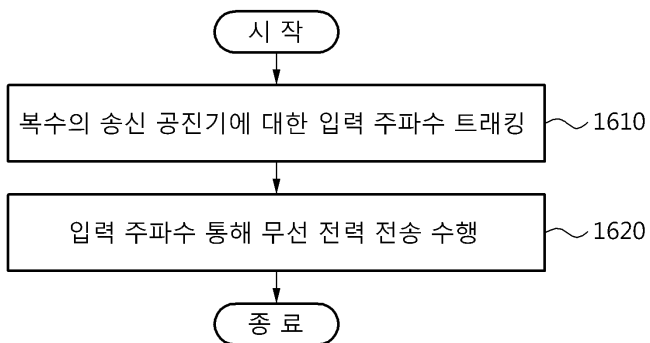 시 작
복수의 송신 공진기에 대한 입력 주파수 트래킹
1610
입력 주파수 통해 무선 전력 전송 수행
1620
종 료